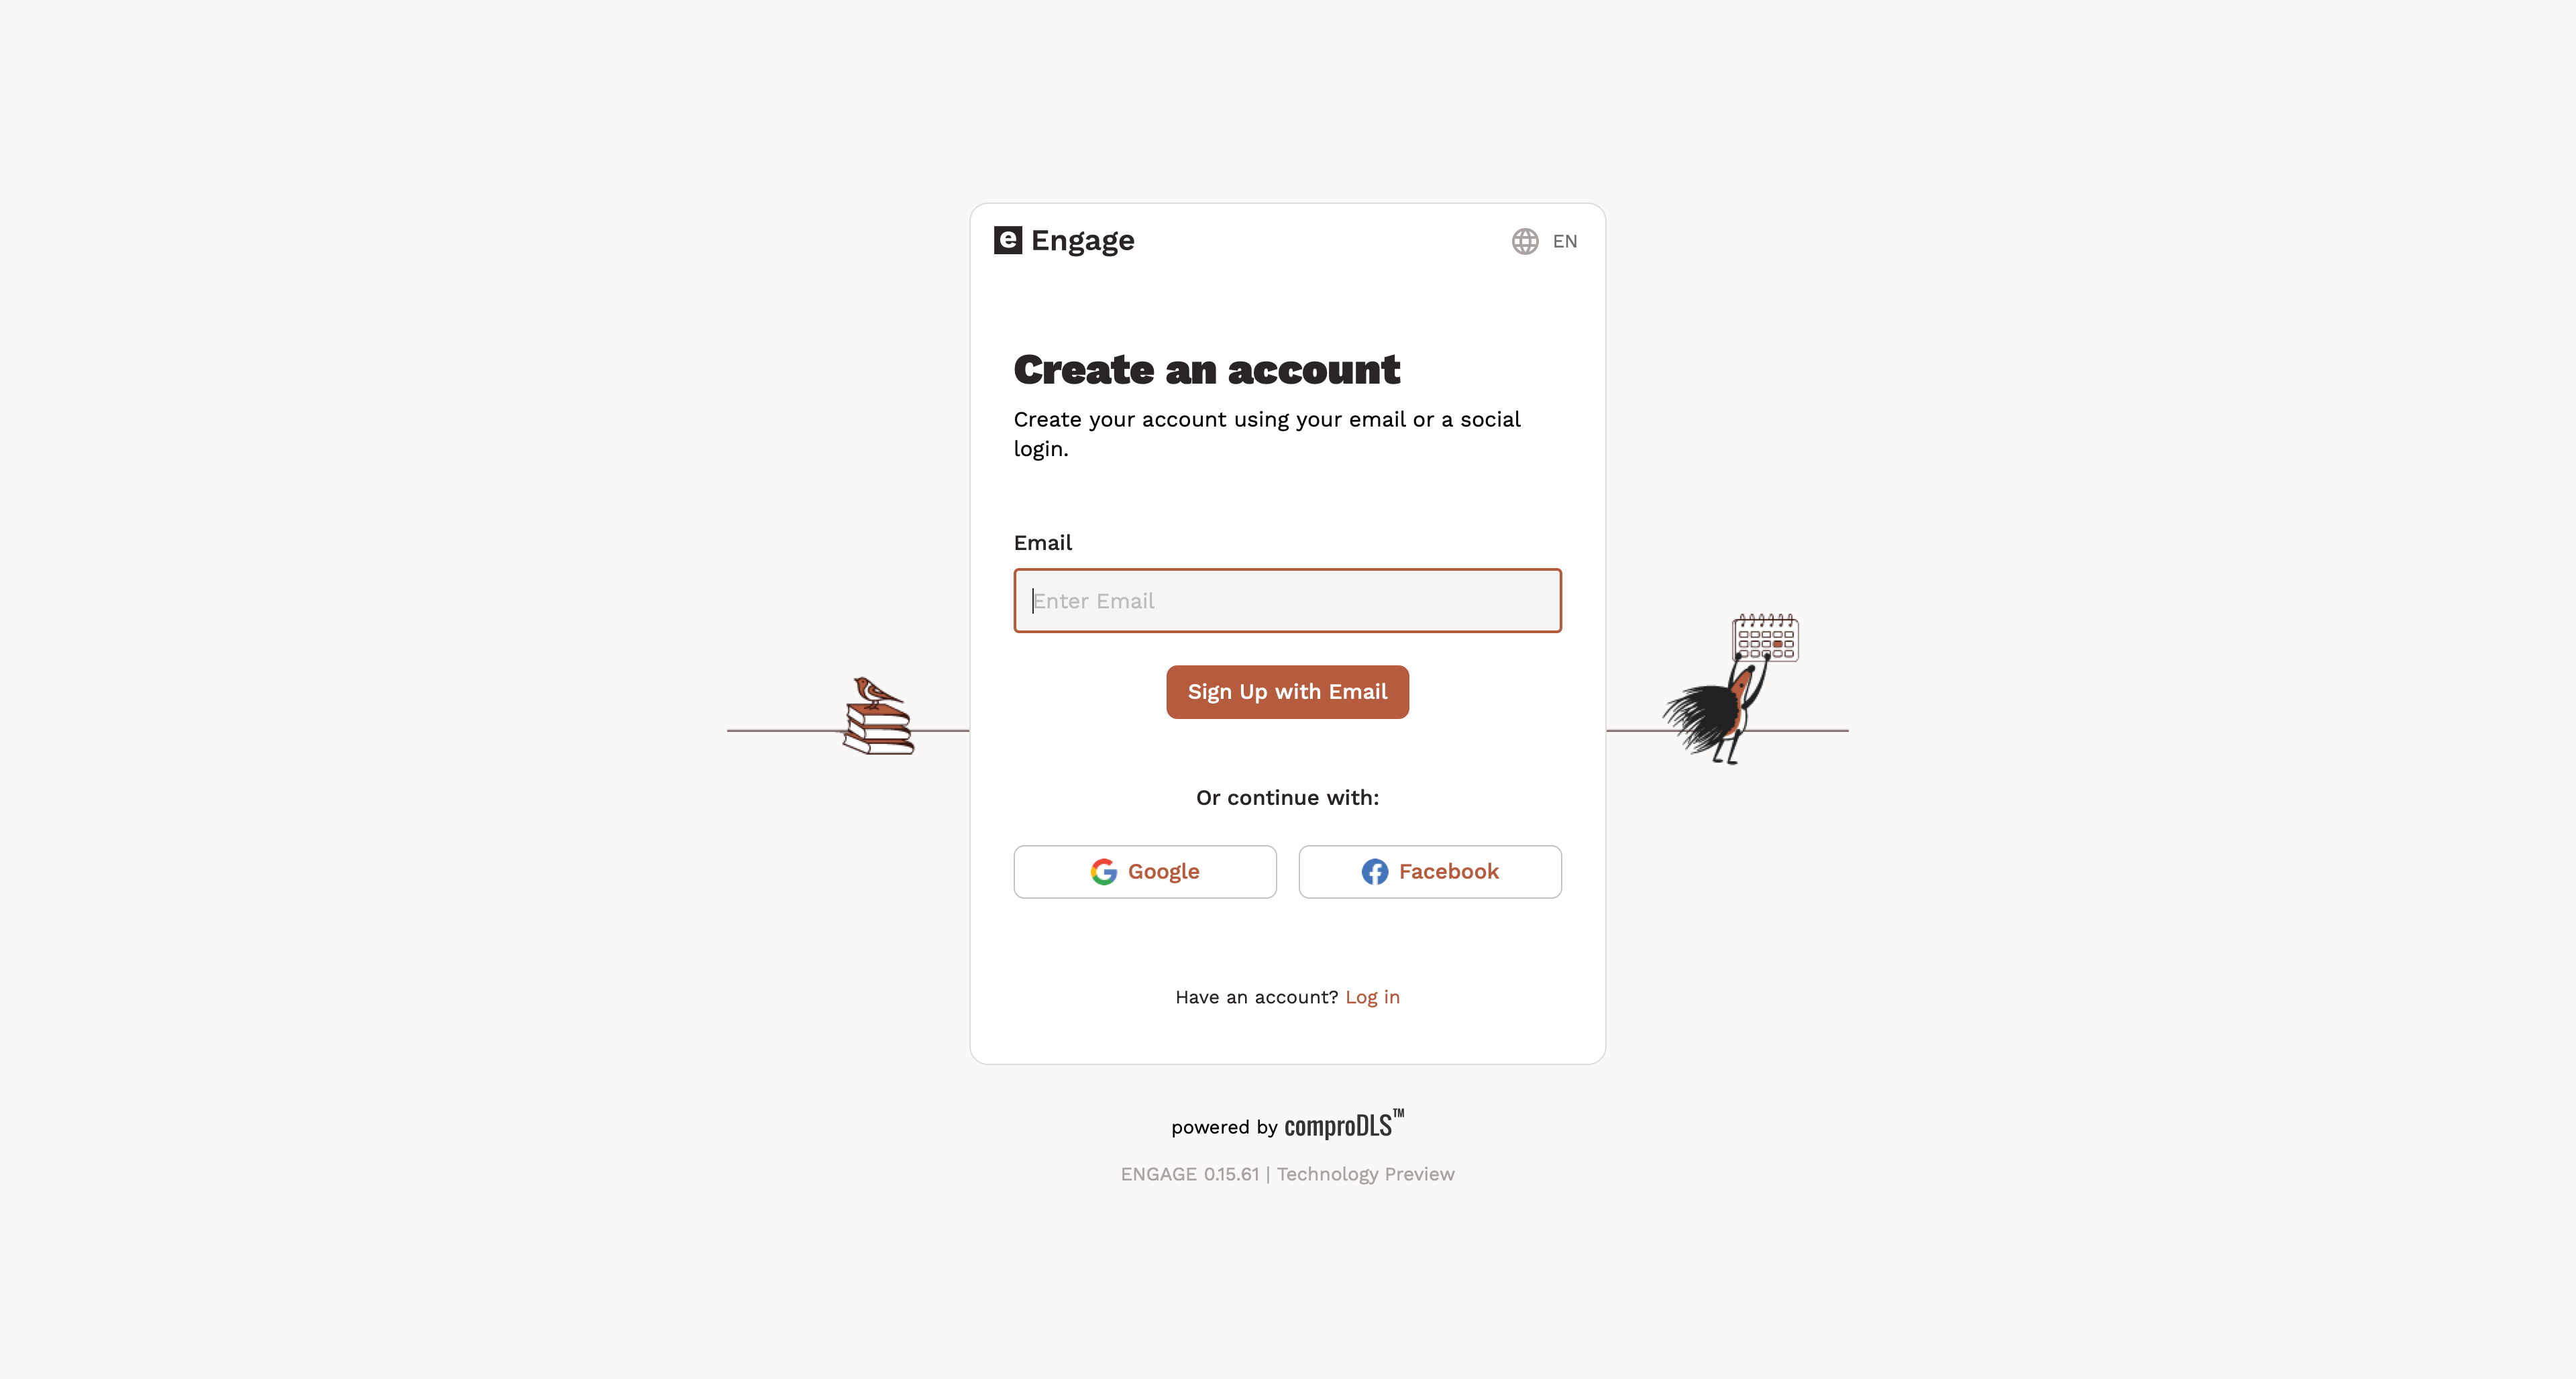 e Engage
EN
Create an account
Create your account using your email or a social
login.
Email
Enter Email
Sign Up with Email
Or continue with:
Google
Facebook
Have an account? Log in
powered by comproDLS™
ENGAGE 0.15.61 | Technology Preview